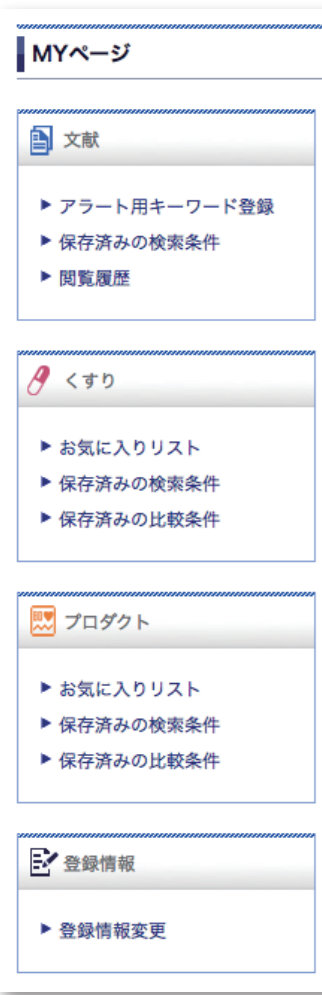 MYページ
文献
アラート用キーワード登録
保存済みの検索条件
閲覧履歴
くすり
お気に入りリスト
保存済みの検索条件
保存済みの比較条件
プロダクト
お気に入りリスト
保存済みの検索条件
保存済みの比較条件
登録情報
登録情報変更